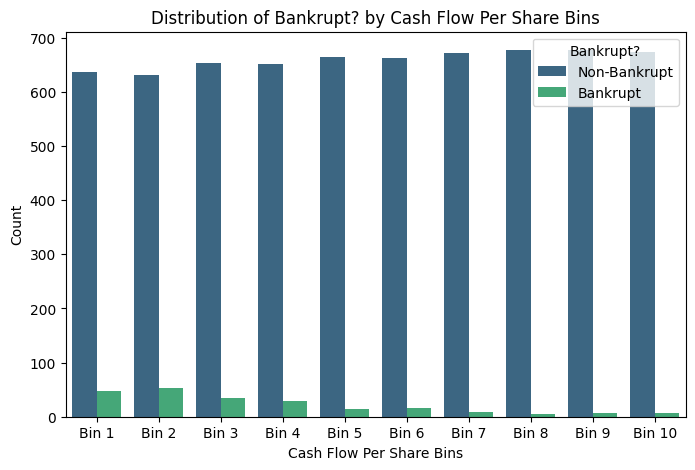 Distribution of Bankrupt? by Cash Flow Per Share Bins
Bankrupt?
Non-Bankrupt
Bankrupt
Count
700
600
500
400
300
200
100
0
Bin 1 Bin 2 Bin 3 Bin 4 Bin 5 Bin 6 Bin 7 Bin 8 Bin 9 Bin 10
Cash Flow Per Share Bins